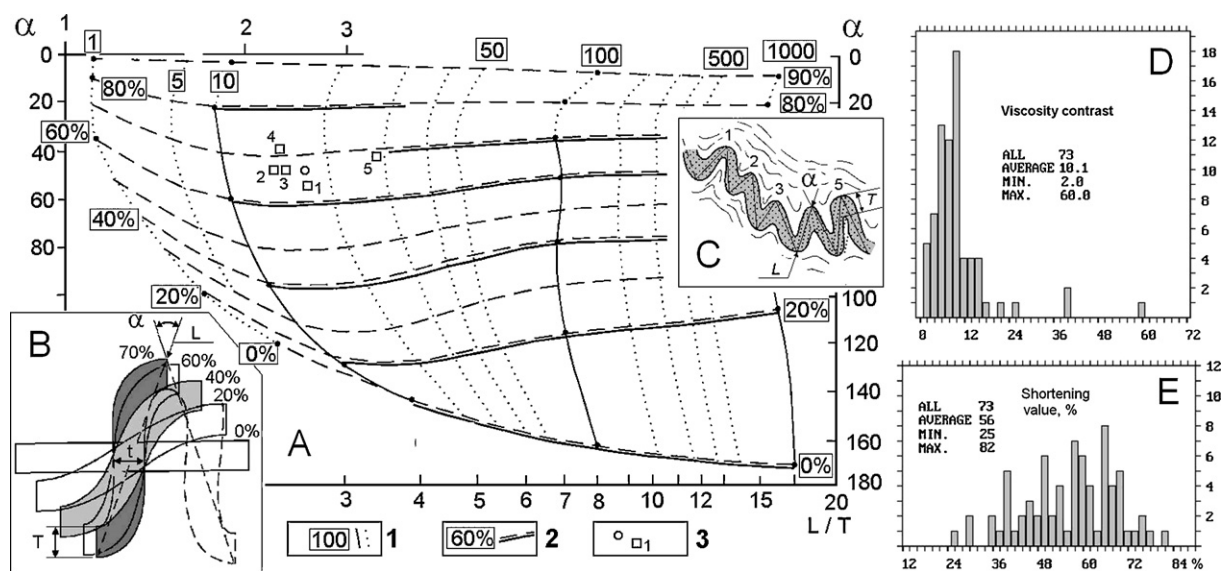 α 1 2 3 α
1 5 10 50 100 500 1000
0 0
90%
80% 80%
20 20
60%
40
4
2 3 1 5
60
40%
80
20%
0%
100
20%
120
140
160
0%
180
3 4 5 6 7 8 10 16 20
L / T
A
100 1
60% 2
1 3
B
α L
70% 60%
40%
20%
0%
t
T
C
1
2
3
α
5
T
L
D
Viscosity contrast
ALL 73
AVERAGE 10.1
MIN. 2.0
MAX. 60.0
18
16
14
12
10
8
6
4
2
0 12 24 36 48 60 72
E
Shortening
value, %
ALL 73
AVERAGE 56
MIN. 25
MAX. 82
12
10
8
6
4
2
12 24 36 48 60 72 84 %